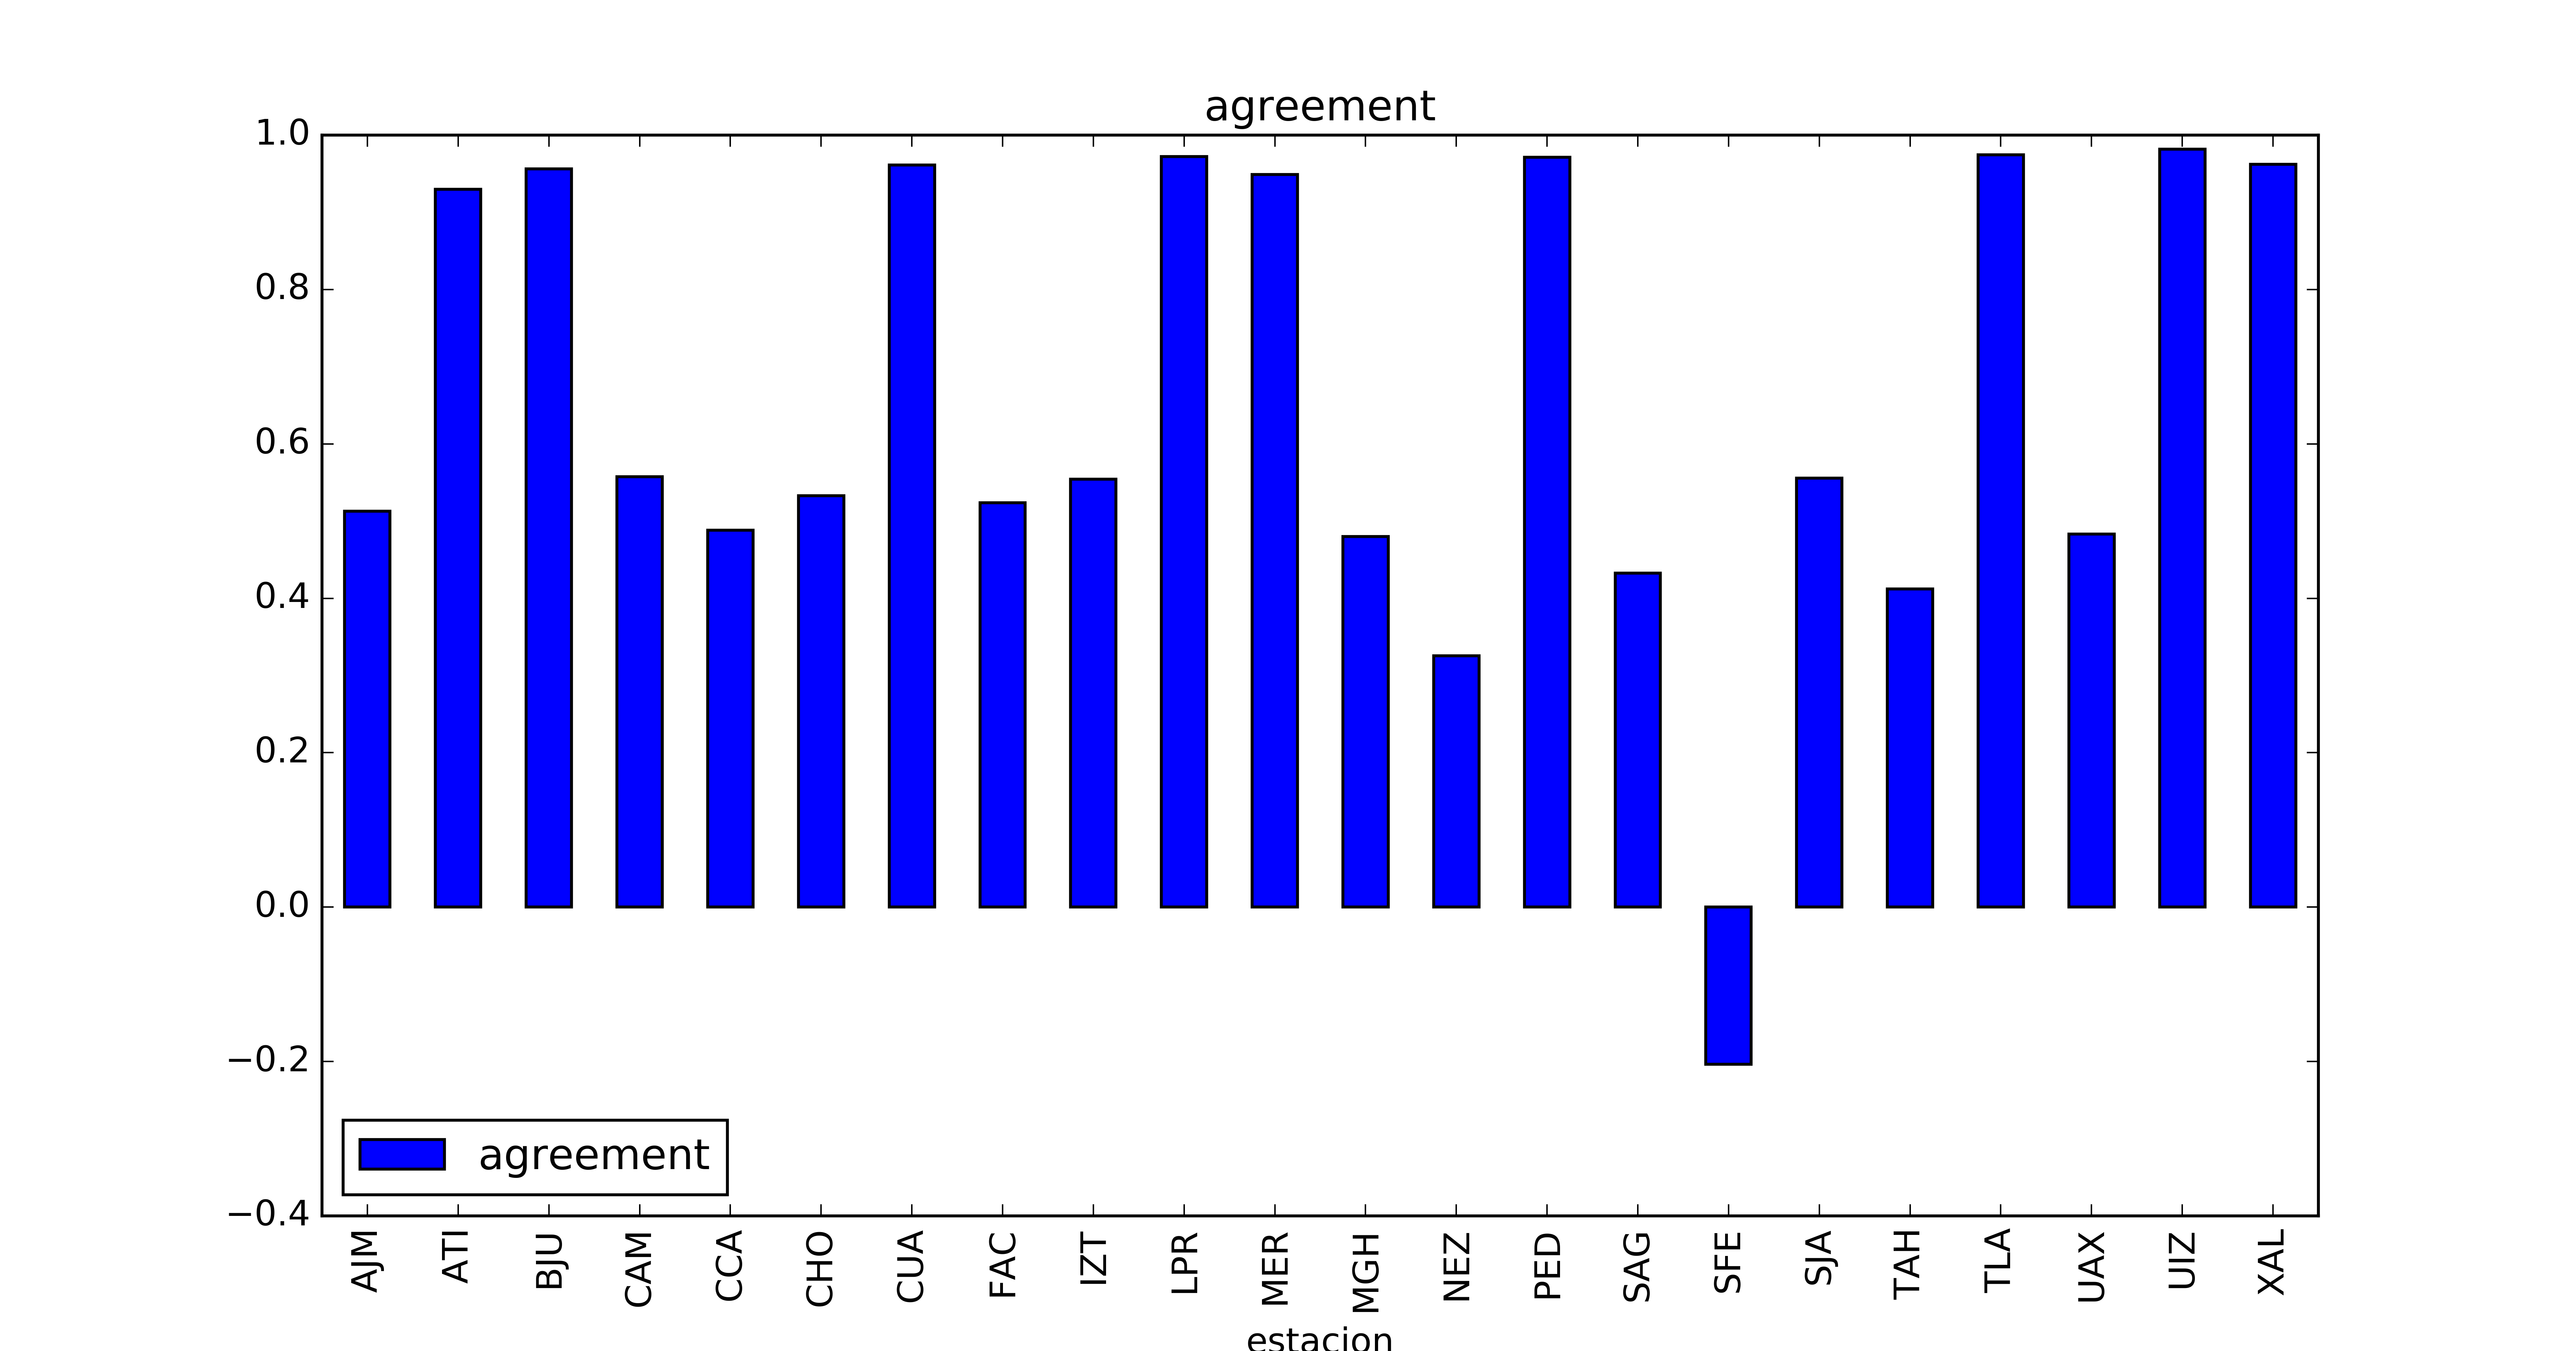 agreement
1.0
0.8
0.6
0.4
0.2
0.0
−0.2
−0.4
agreement
AJM ATI BJU CAM CCA CHO CUA FAC IZT LPR MER MGH NEZ PED SAG SFE SJA TAH TLA UAX UIZ XAL
estacion